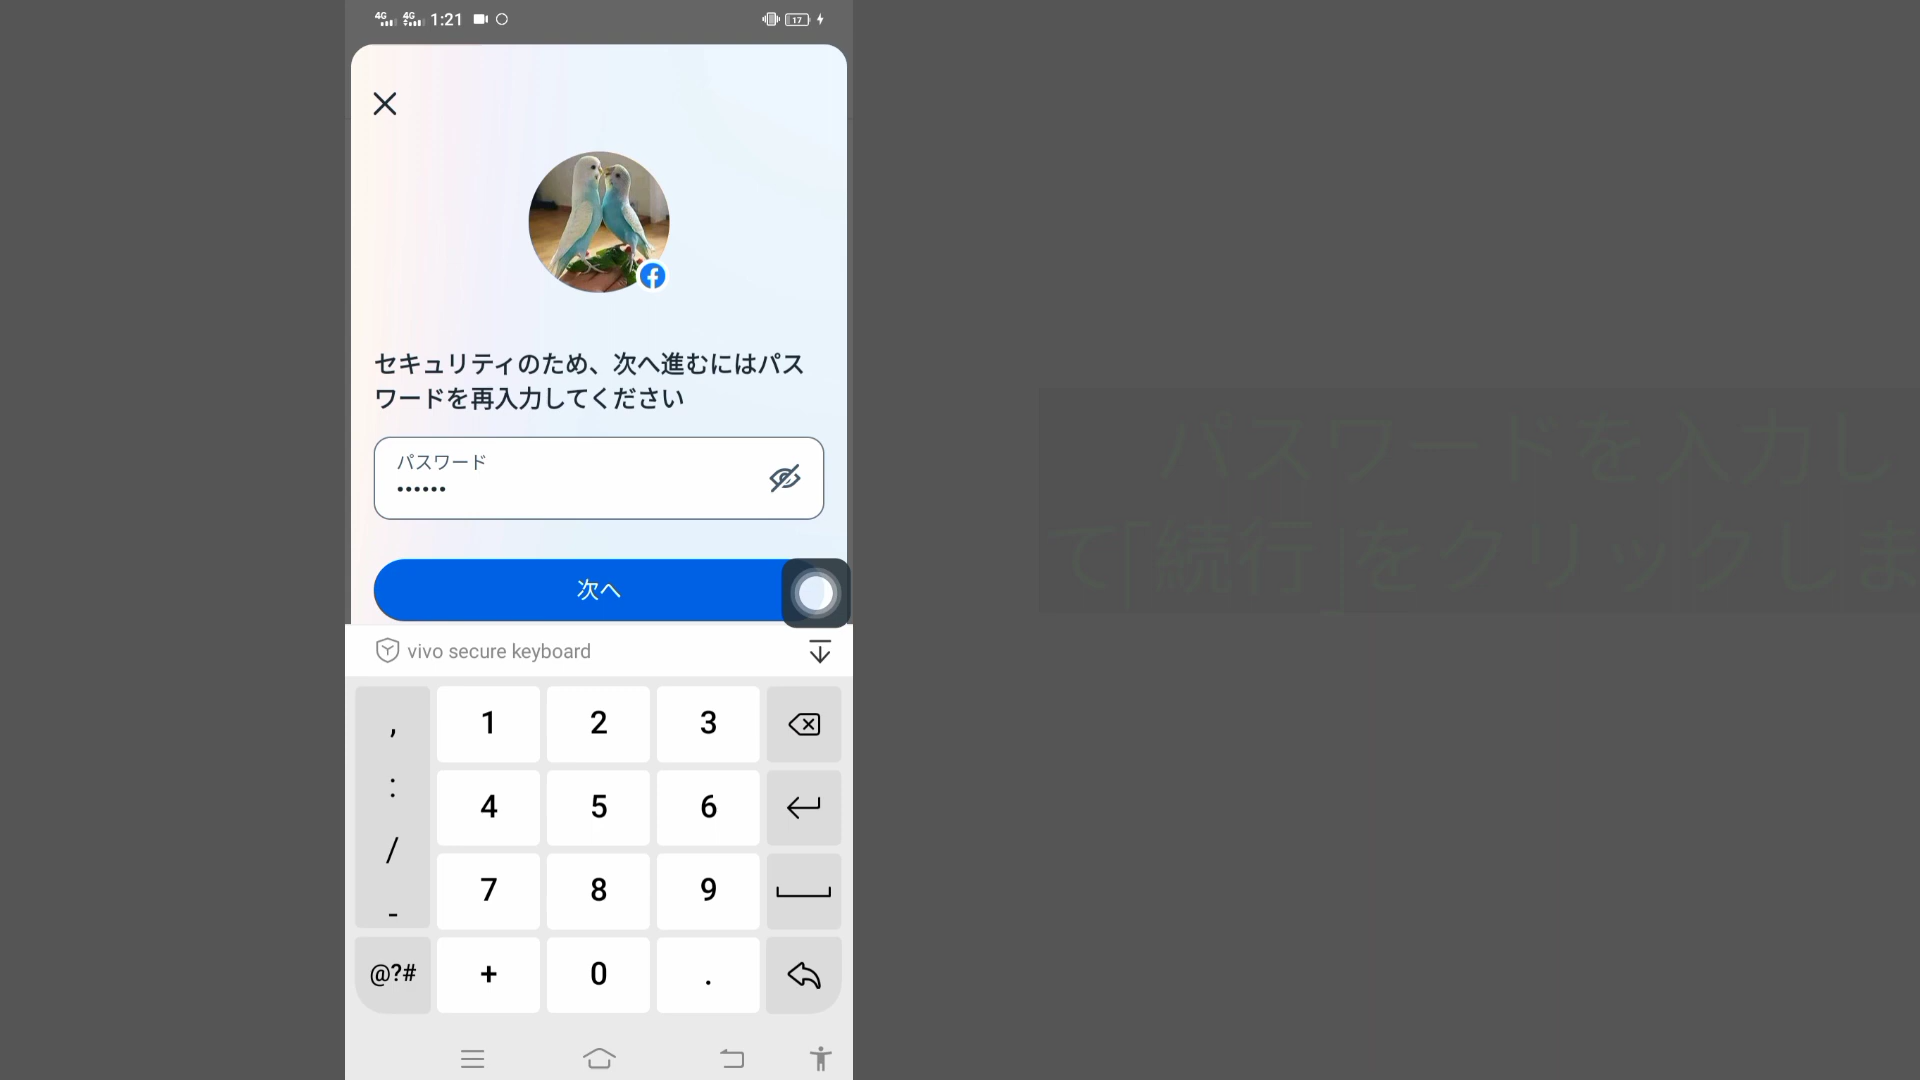 4G 4G 1:21 17
セキュリティのため、次へ進むにはパス
ワードを再入力してください
パスワード
••••••
次へ
vivo secure keyboard
, 1 2 3
: 4 5 6
/ 7 8 9
- @?# + 0 .
パスワードを入力し
て「続行」をクリックしま